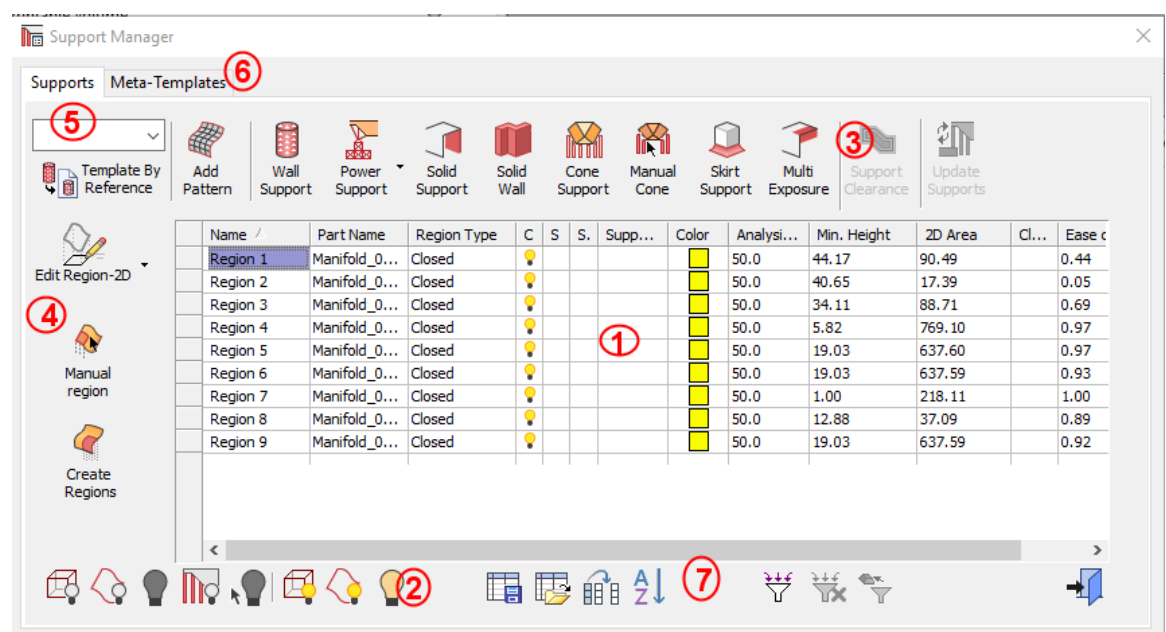 Support Manager
6
Supports Meta-Templates
5
3
Template By Reference
Add Pattern
Wall Support
Power Support
Solid Support
Solid Wall
Cone Support
Manual Cone
Skirt Support
Multi Exposure
Support Clearance
Update Supports
Edit Region-2D
4
Manual region
Create Regions
Name Part Name Region Type C S S. Supp... Color Analysi... Min. Height 2D Area Cl... Ease
Region 1 Manifold_0... Closed 50.0 44.17 90.49 0.44
Region 2 Manifold_0... Closed 50.0 40.65 17.39 0.05
Region 3 Manifold_0... Closed 50.0 34.11 88.71 0.69
Region 4 Manifold_0... Closed 50.0 5.82 769.10 0.97
1
Region 5 Manifold_0... Closed 50.0 19.03 637.60 0.97
Region 6 Manifold_0... Closed 50.0 19.03 637.59 0.93
Region 7 Manifold_0... Closed 50.0 1.00 218.11 1.00
Region 8 Manifold_0... Closed 50.0 12.88 37.09 0.89
Region 9 Manifold_0... Closed 50.0 19.03 637.59 0.92
2
A
Z
7